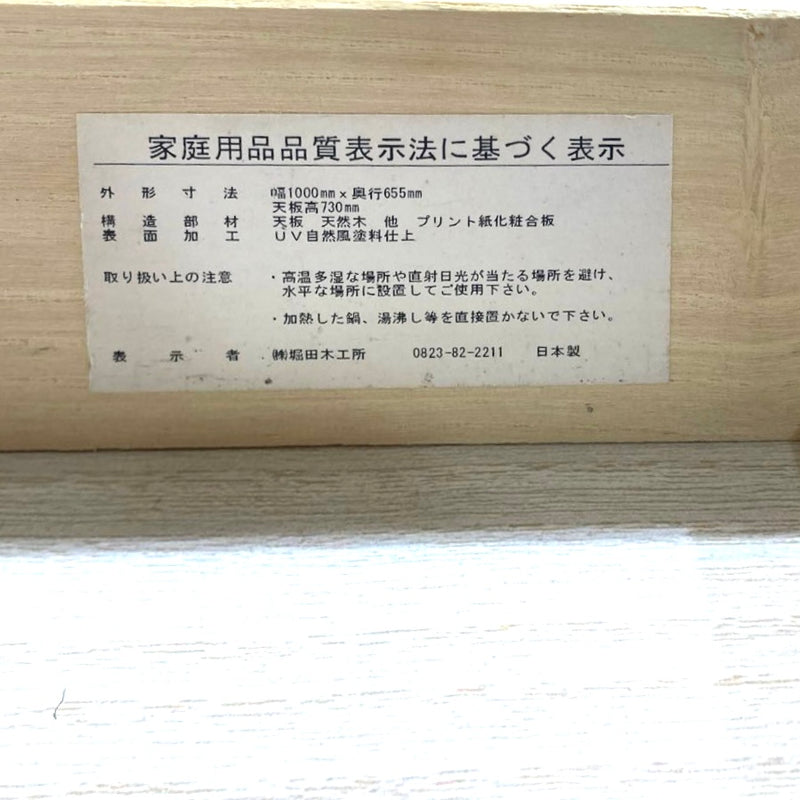 家庭用品品質表示法に基づく表示
外形寸法 幅1000mm×奥行655mm
天板高730mm
構造部材 天板 天然木 他 プリント紙化粧合板
表面加工 UV自然風塗料仕上
取り扱い上の注意 ・高温多湿な場所や直射日光が当たる場所を避け、
水平な場所に設置してご使用下さい。
・加熱した鍋、湯沸し等を直接置かないで下さい。
表示者 ㈱堀田木工所 0823-82-2211 日本製